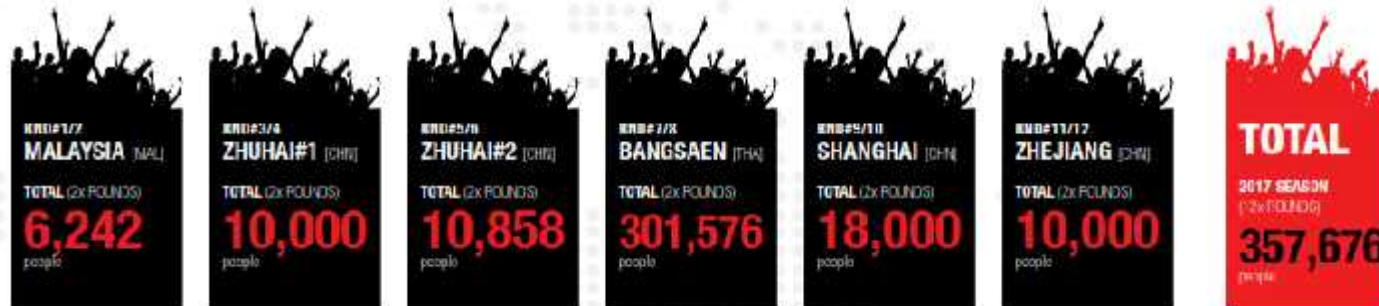 RND#1/2
MALAYSIA [MAL]
TOTAL (2x ROUNDS)
6,242
people
RND#3/4
ZHUHAI#1 [CHN]
TOTAL (2x ROUNDS)
10,000
people
RND#5/6
ZHUHAI#2 [CHN]
TOTAL (2x ROUNDS)
10,858
people
RND#7/8
BANGSAEN [THA]
TOTAL (2x ROUNDS)
301,576
people
RND#9/10
SHANGHAI [CHN]
TOTAL (2x ROUNDS)
18,000
people
RND#11/12
ZHEJIANG [CHN]
TOTAL (2x ROUNDS)
10,000
people
TOTAL
2017 SEASON
(12x ROUNDS)
357,676
people